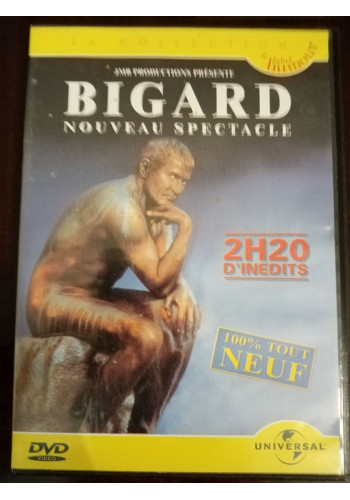 LA COLLECTION
JMB PRODUCTIONS PRÉSENTE
BIGARD
NOUVEAU SPECTACLE
2H20
D'INEDITS
100% TOUT
NEUF
DVD
VIDEO
UNIVERSAL